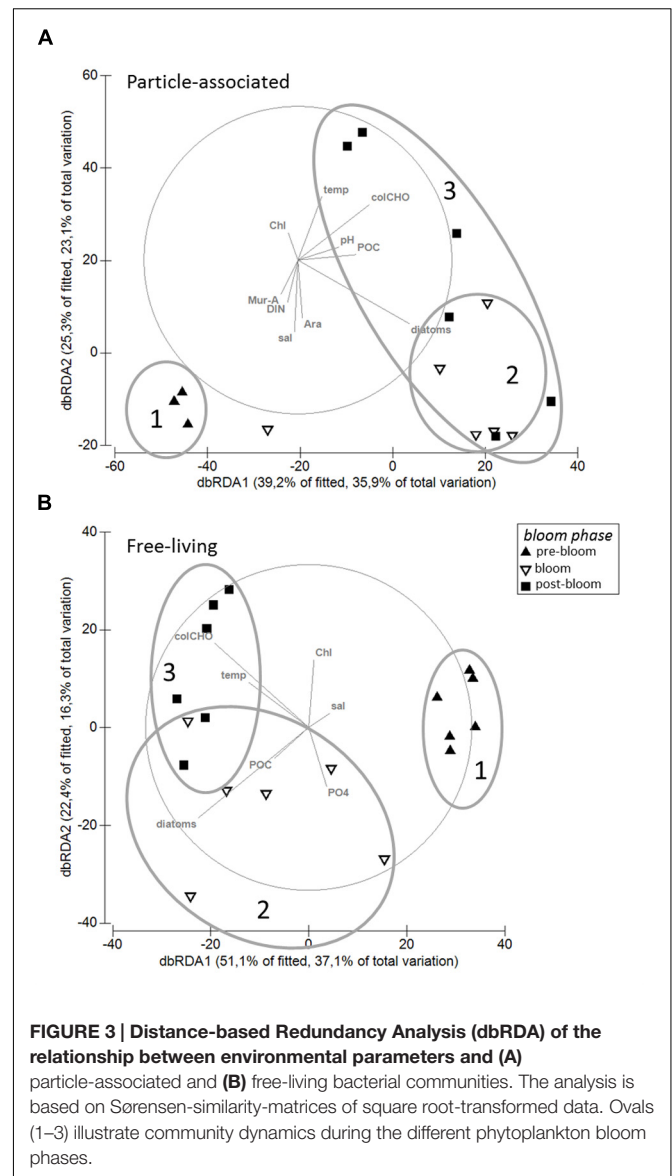 A
Particle-associated
60
40
20
0
-20
dbRDA2 (25,3% of fitted, 23,1% of total variation)
temp
colCHO
3
Chl
pH
POC
Mur-A
DIN
Ara
sal
diatoms
2
1
-60
-40
-20
0
20
40
dbRDA1 (39,2% of fitted, 35,9% of total variation)
B
Free-living
40
20
0
-20
-40
dbRDA2 (22,4% of fitted, 16,3% of total variation)
bloom phase
pre-bloom
bloom
post-bloom
colCHO
Chl
3
temp
sal
1
POC
PO4
diatoms
2
-40
-20
0
20
40
dbRDA1 (51,1% of fitted, 37,1% of total variation)
FIGURE 3 | Distance-based Redundancy Analysis (dbRDA) of the
relationship between environmental parameters and (A)
particle-associated and (B) free-living bacterial communities. The analysis is
based on Sørensen-similarity-matrices of square root-transformed data. Ovals
(1–3) illustrate community dynamics during the different phytoplankton bloom
phases.